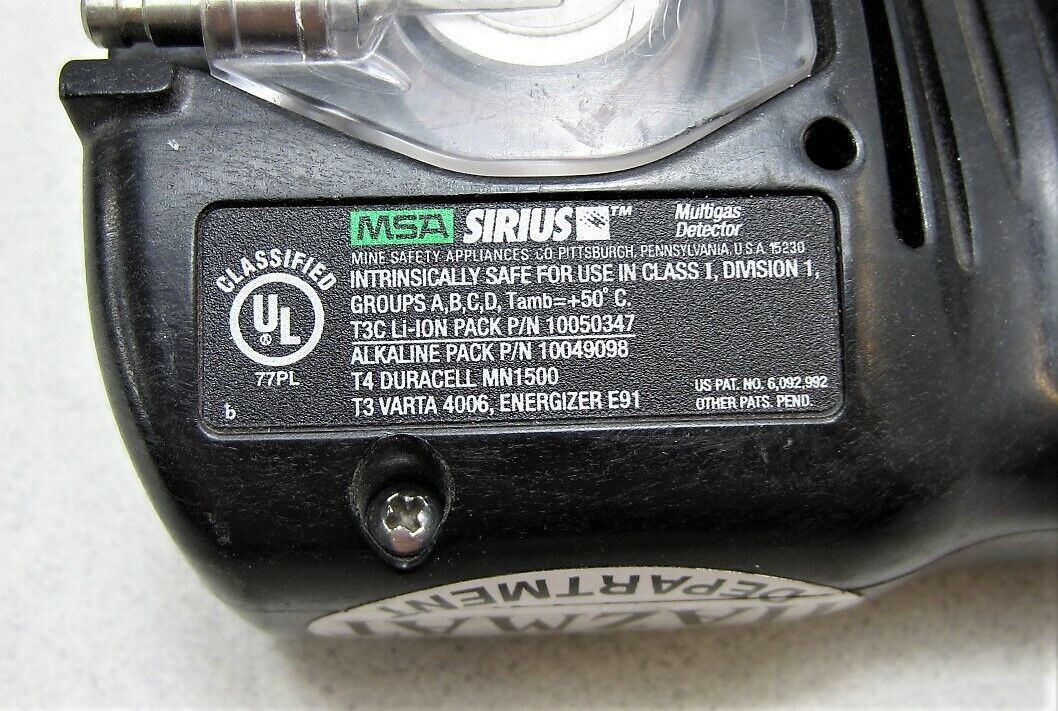 MSA SIRIUS™ Multigas Detector
MINE SAFETY APPLIANCES CO. PITTSBURGH, PENNSYLVANIA, U.S.A. 15230
INTRINSICALLY SAFE FOR USE IN CLASS I, DIVISION 1,
GROUPS A,B,C,D, Tamb=+50° C.
T3C LI-ION PACK P/N 10050347
ALKALINE PACK P/N 10049098
T4 DURACELL MN1500
T3 VARTA 4006, ENERGIZER E91
US PAT. NO. 6,092,992
OTHER PATS. PEND.
CLASSIFIED
UL
®
77PL
b
DEPARTMENT